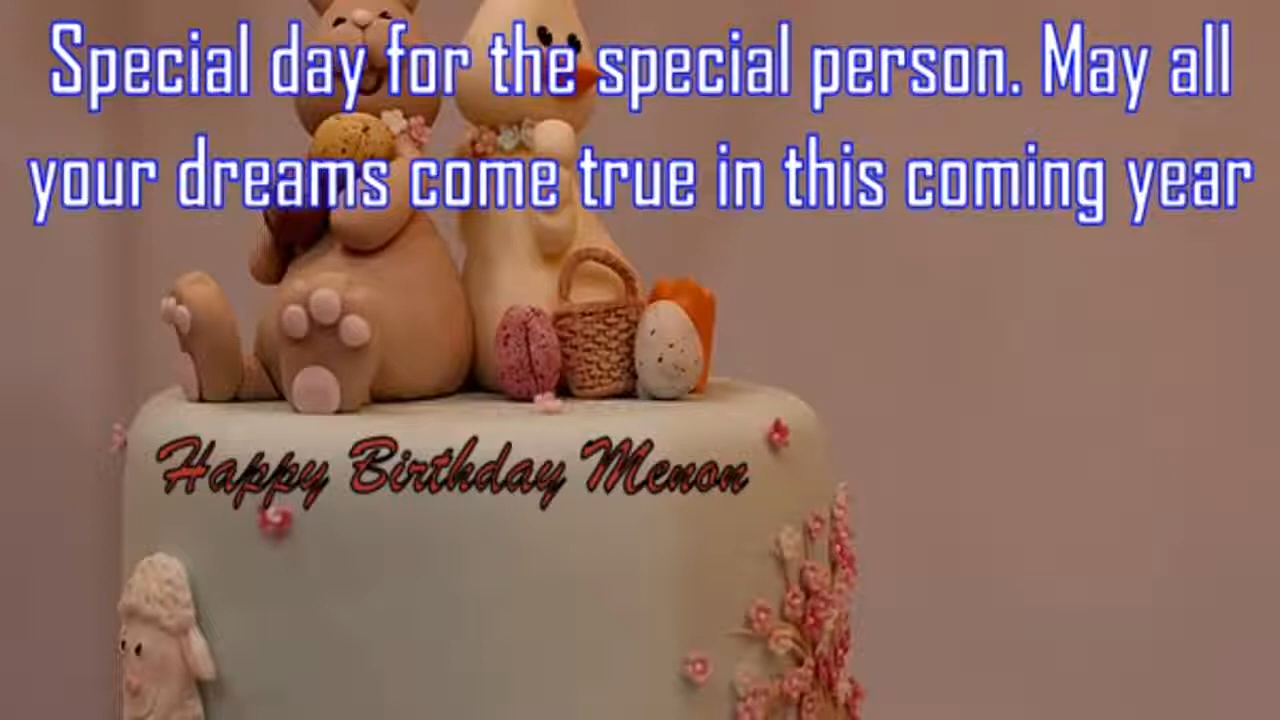 Special day for the special person. May all
your dreams come true in this coming year
Happy Birthday Menon